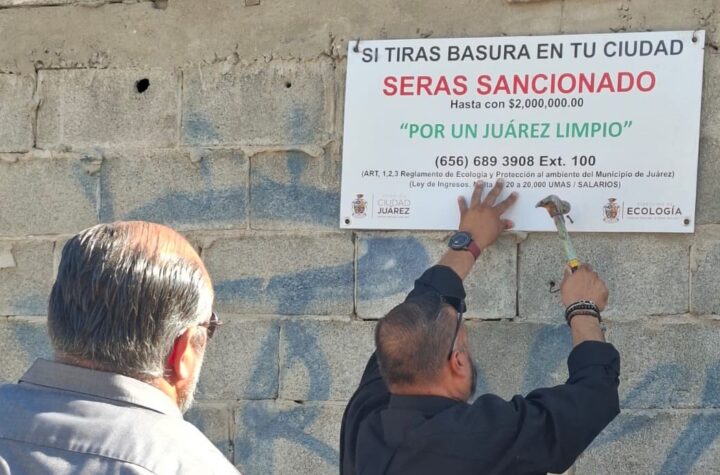 SI TIRAS BASURA EN TU CIUDAD
SERAS SANCIONADO
Hasta con $2,000,000.00
“POR UN JUÁREZ LIMPIO”
(656) 689 3908 Ext. 100
(ART, 1,2,3 Reglamento de Ecología y Protección al ambiente del Municipio de Juárez)
(Ley de Ingresos. 20 a 20,000 UMAS / SALARIOS)
CIUDAD
JUÁREZ
ECOLOGÍA